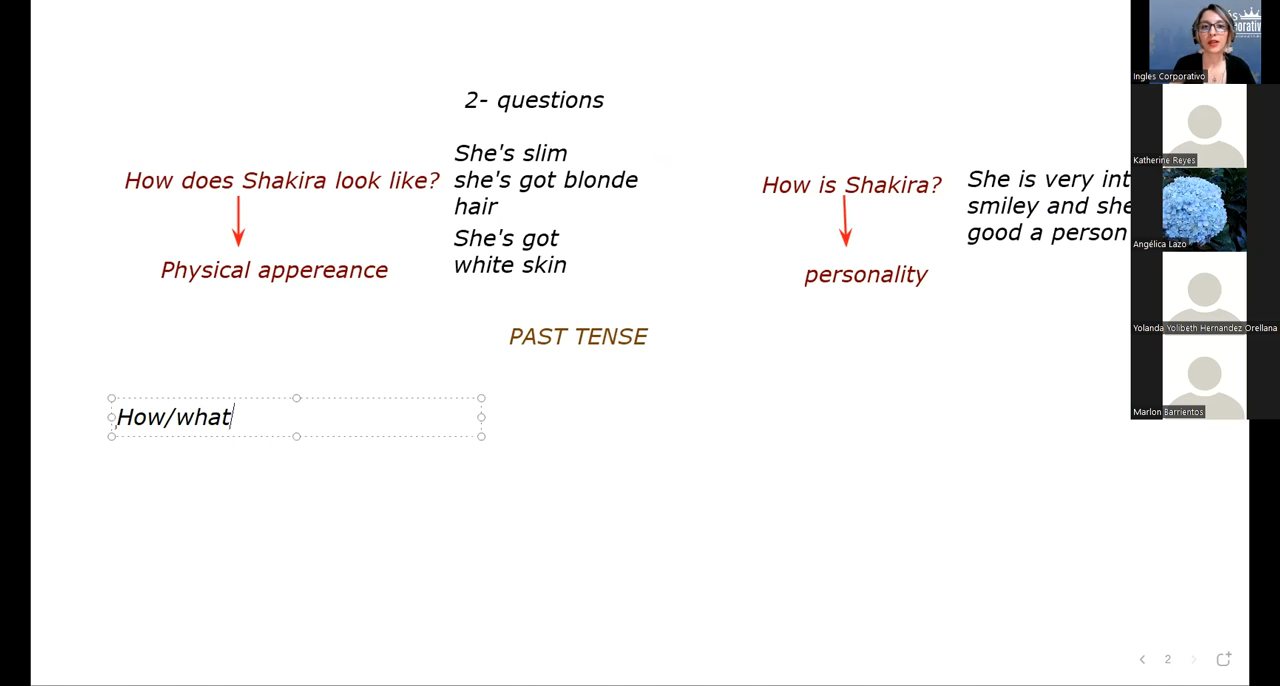 2- questions
How does Shakira look like?
She's slim
she's got blonde
hair
She's got
white skin
Physical appereance
How is Shakira?
She is very int
smiley and she
good a person
personality
PAST TENSE
How/what
2
Ingles Corporativo
Katherine Reyes
Angélica Lazo
Yolanda Yolibeth Hernandez Orellana
Marlon Barrientos